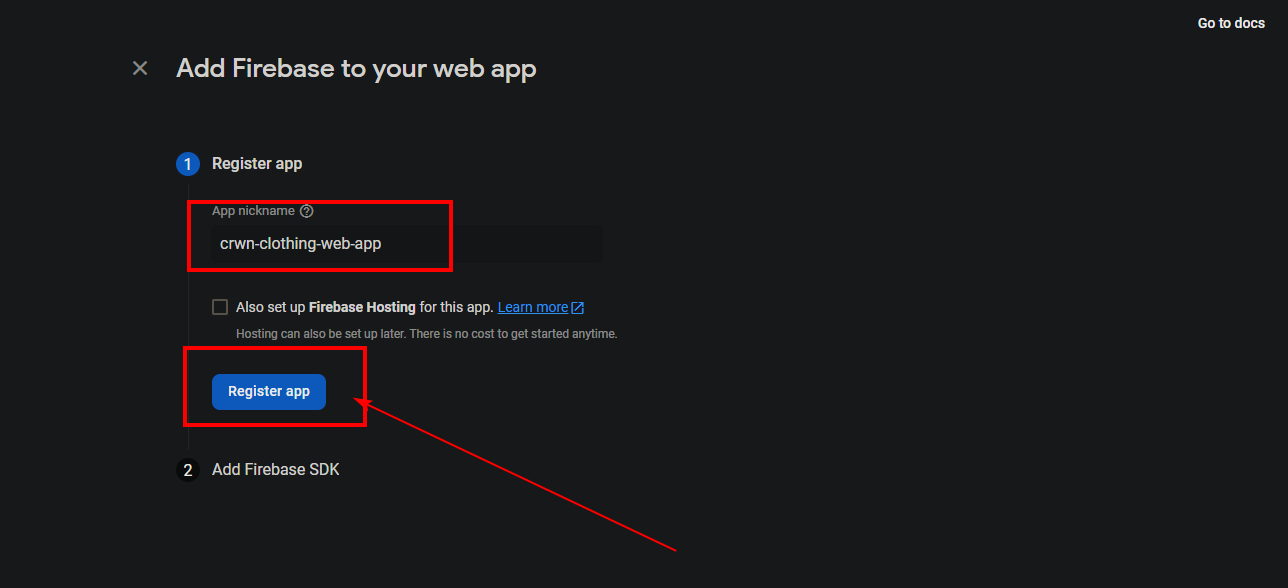 Go to docs
Add Firebase to your web app
1 Register app
App nickname
crwn-clothing-web-app
Also set up Firebase Hosting for this app. Learn more
Hosting can also be set up later. There is no cost to get started anytime.
Register app
2 Add Firebase SDK